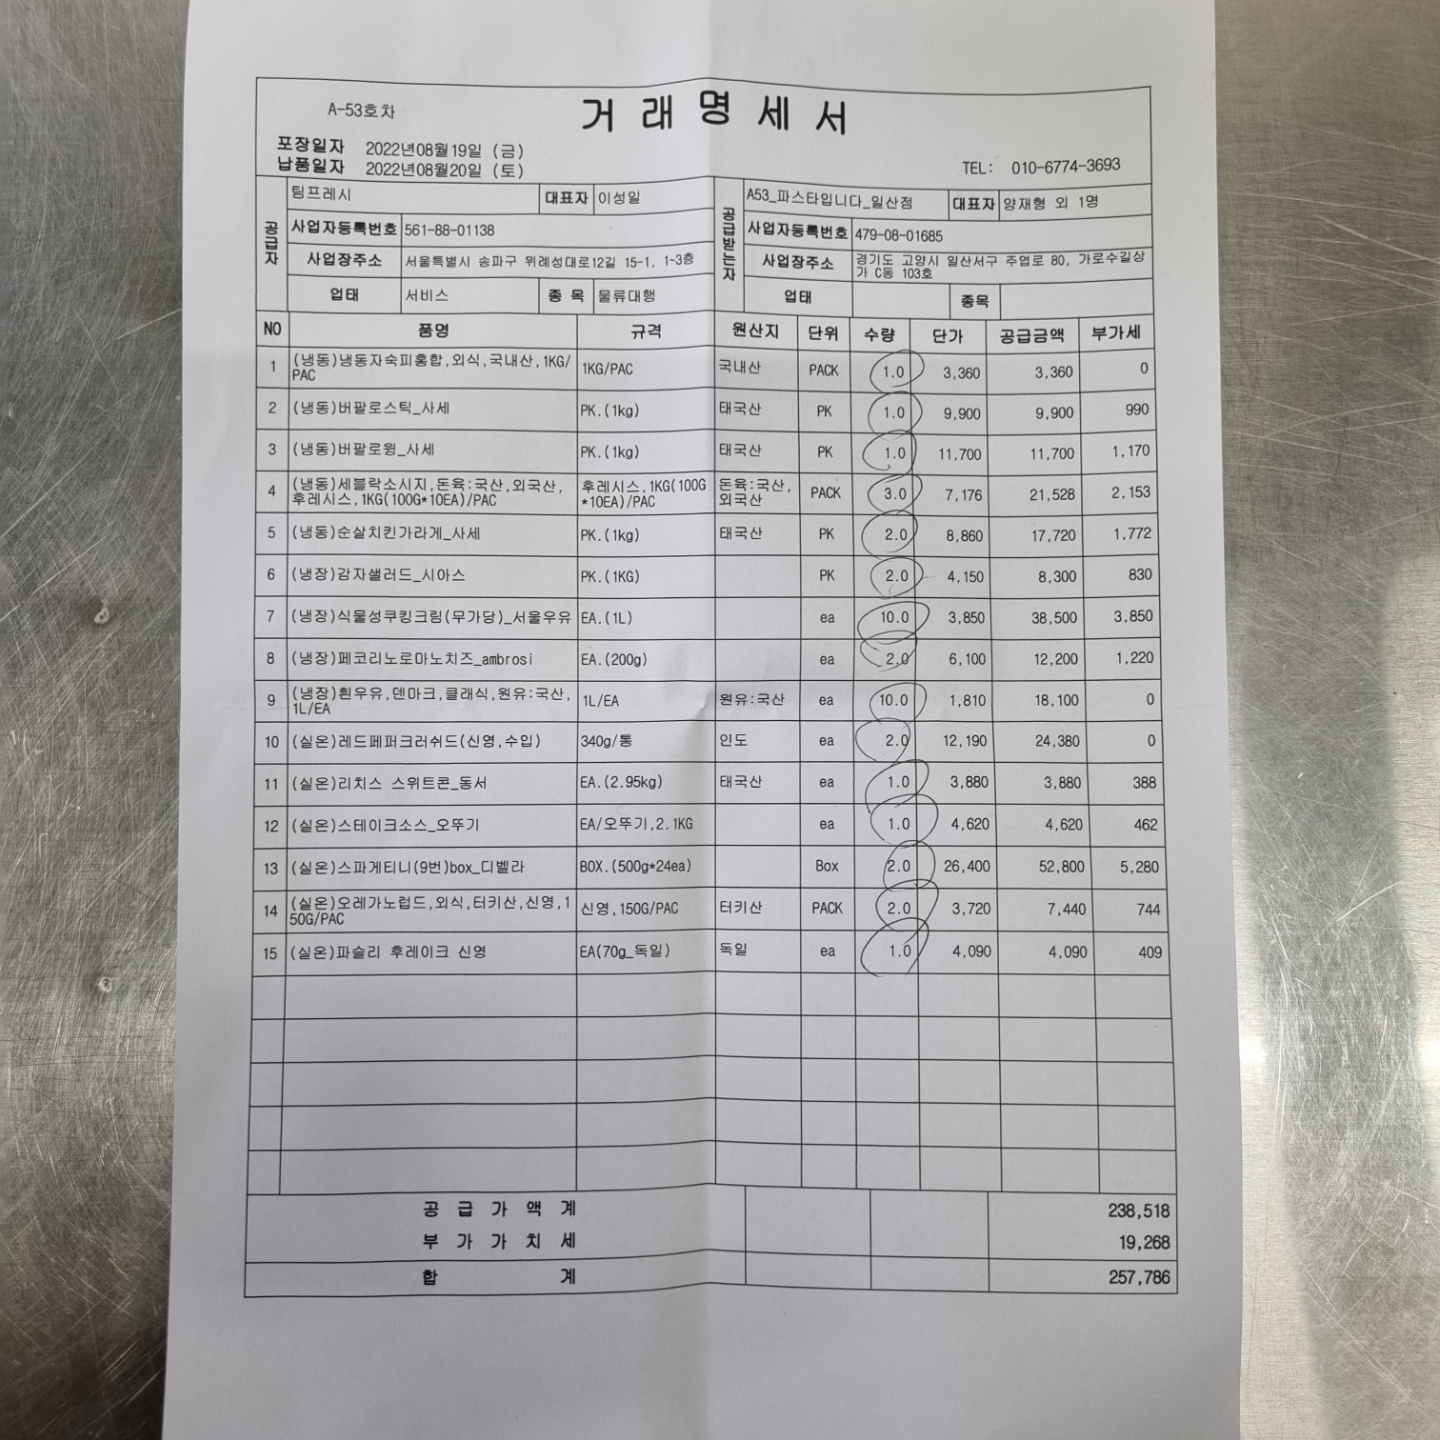 A-53호차
거래명세서
포장일자 2022년08월19일 (금)
납품일자 2022년08월20일 (토)
TEL: 010-6774-3693
공급자
팀프레시 대표자 이성일
사업자등록번호 561-88-01138
사업장주소 서울특별시 송파구 위례성대로12길 15-1, 1~3층
업태 서비스 종 목 물류대행
공급받는자
A53_파스타입니다_일산점 대표자 양재형 외 1명
사업자등록번호 479-08-01685
사업장주소 경기도 고양시 일산서구 주엽로 80, 가로수길상
가 C동 103호
업태 종목
NO 품명 규격 원산지 단위 수량 단가 공급금액 부가세
1 (냉동)냉동자숙피홍합,외식,국내산,1KG/
PAC 1KG/PAC 국내산 PACK 1.0 3,360 3,360 0
2 (냉동)버팔로스틱_사세 PK.(1kg) 태국산 PK 1.0 9,900 9,900 990
3 (냉동)버팔로윙_사세 PK.(1kg) 태국산 PK 1.0 11,700 11,700 1,170
4 (냉동)세블락소시지,돈육:국산,외국산, 후레시스,1KG(100G 돈육:국산,
후레시스,1KG(100G*10EA)/PAC *10EA)/PAC 외국산 PACK 3.0 7,176 21,528 2,153
5 (냉동)순살치킨가라게_사세 PK.(1kg) 태국산 PK 2.0 8,860 17,720 1,772
6 (냉장)감자샐러드_시아스 PK.(1KG) PK 2.0 4,150 8,300 830
7 (냉장)식물성쿠킹크림(무가당)_서울우유 EA.(1L) ea 10.0 3,850 38,500 3,850
8 (냉장)페코리노로마노치즈_ambrosi EA.(200g) ea 2.0 6,100 12,200 1,220
9 (냉장)흰우유,덴마크,클래식,원유:국산,
1L/EA 1L/EA 원유:국산 ea 10.0 1,810 18,100 0
10 (실온)레드페퍼크러쉬드(신영,수입) 340g/통 인도 ea 2.0 12,190 24,380 0
11 (실온)리치스 스위트콘_동서 EA.(2.95kg) 태국산 ea 1.0 3,880 3,880 388
12 (실온)스테이크소스_오뚜기 EA/오뚜기,2.1KG ea 1.0 4,620 4,620 462
13 (실온)스파게티니(9번)box_디벨라 BOX.(500g*24ea) Box 2.0 26,400 52,800 5,280
14 (실온)오레가노럽드,외식,터키산,신영,1
50G/PAC 신영,150G/PAC 터키산 PACK 2.0 3,720 7,440 744
15 (실온)파슬리 후레이크 신영 EA(70g_독일) 독일 ea 1.0 4,090 4,090 409
공 급 가 액 계 238,518
부 가 가 치 세 19,268
합 계 257,786